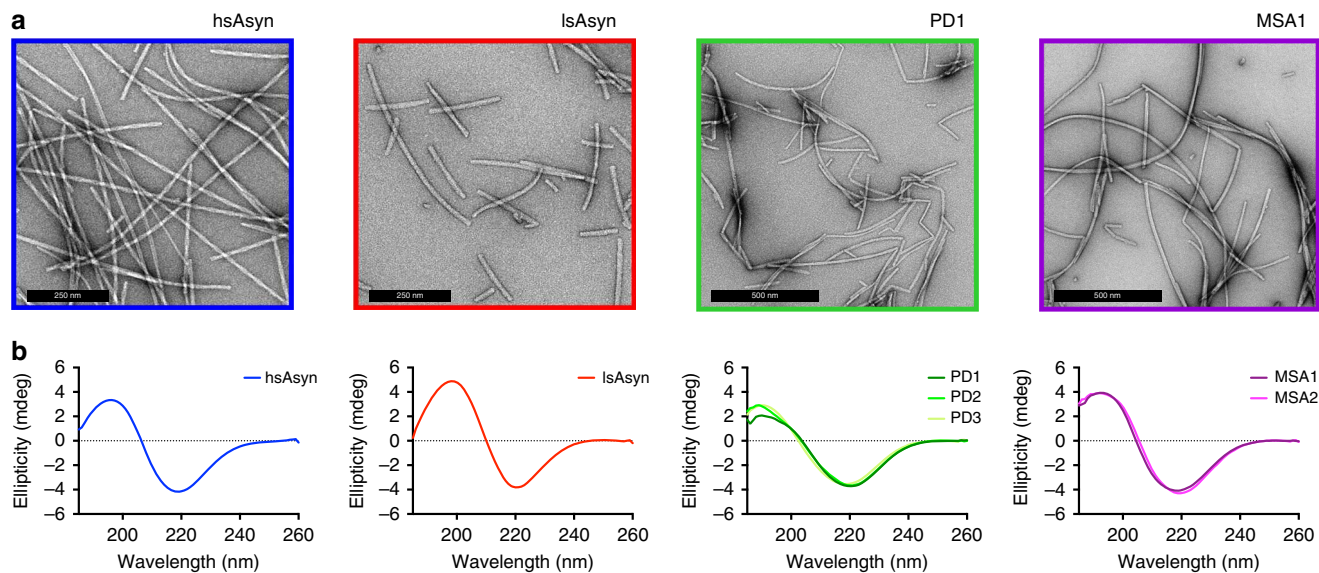 a
hsAsyn
lsAsyn
PD1
MSA1
250 nm
250 nm
500 nm
500 nm
b
6
4
2
0
–2
–4
–6
Ellipticity (mdeg)
200
220
240
260
Wavelength (nm)
hsAsyn
6
4
2
0
–2
–4
–6
Ellipticity (mdeg)
200
220
240
260
Wavelength (nm)
lsAsyn
6
4
2
0
–2
–4
–6
Ellipticity (mdeg)
200
220
240
260
Wavelength (nm)
PD1
PD2
PD3
6
4
2
0
–2
–4
–6
Ellipticity (mdeg)
200
220
240
260
Wavelength (nm)
MSA1
MSA2